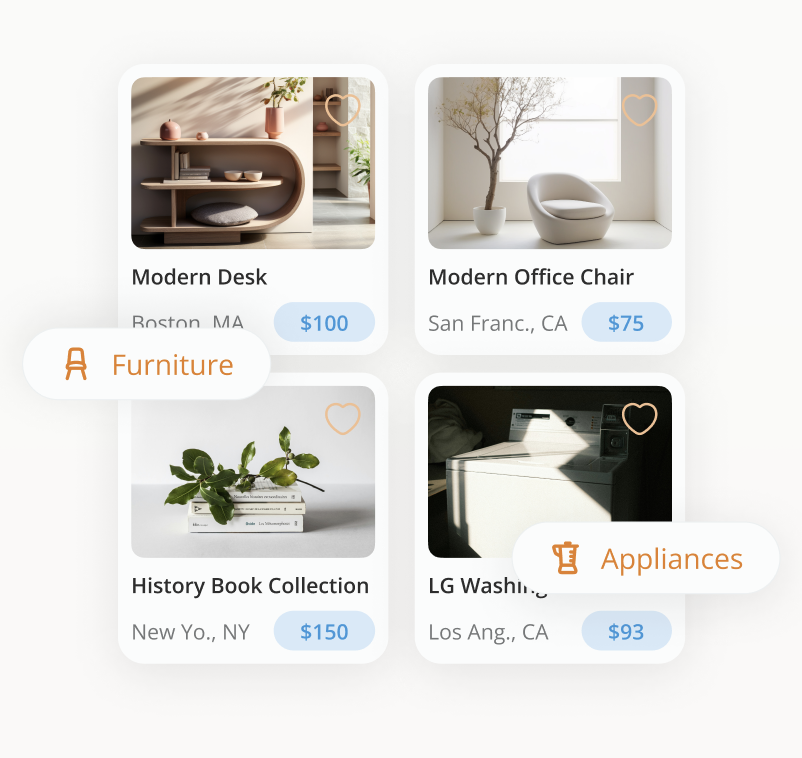 Modern Desk
Modern Office Chair
Boston, MA
$100
San Franc., CA
$75
Furniture
History Book Collection
LG Washing
Appliances
New Yo., NY
$150
Los Ang., CA
$93